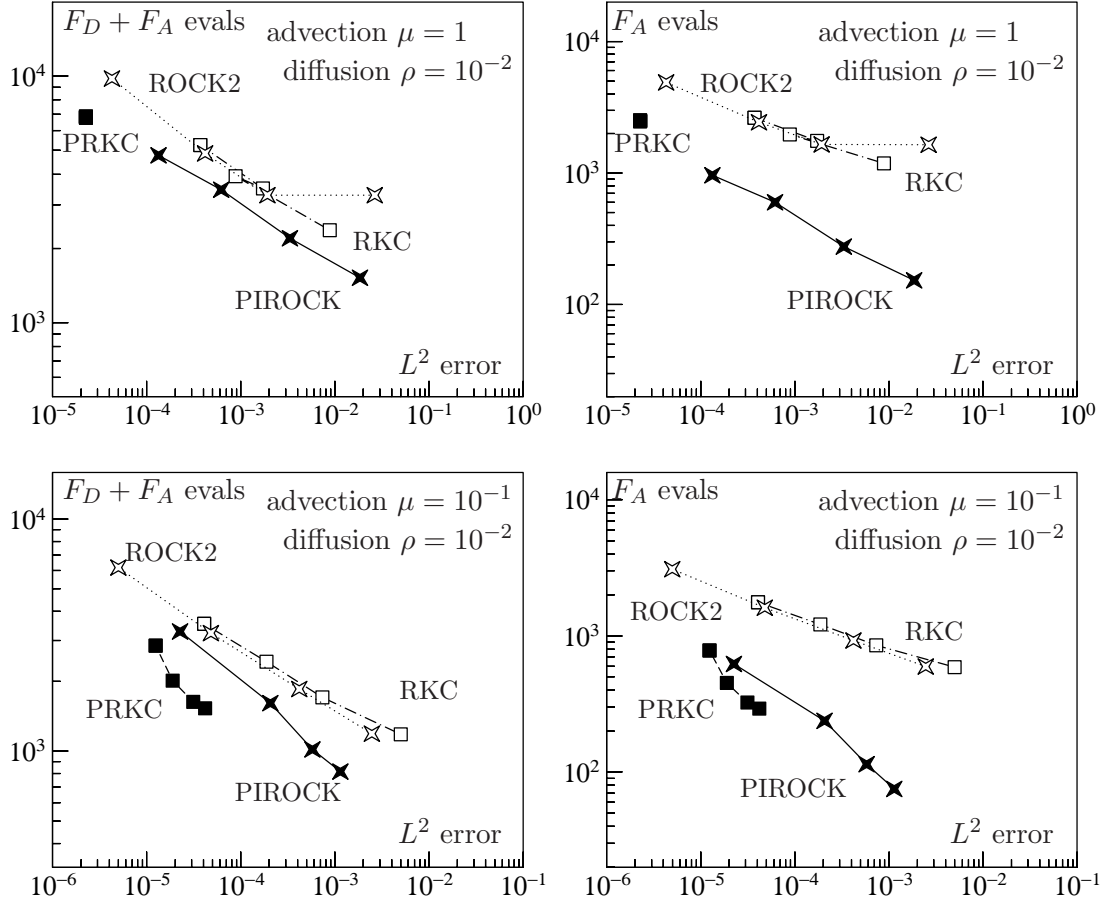 F_D + F_A evals
advection μ = 1
diffusion ρ = 10^{-2}
10^4
ROCK2
PRKC
RKC
PIROCK
10^3
L^2 error
10^{-5} 10^{-4} 10^{-3} 10^{-2} 10^{-1} 10^0
F_A evals
advection μ = 1
diffusion ρ = 10^{-2}
10^4
ROCK2
PRKC
10^3
RKC
PIROCK
10^2
L^2 error
10^{-5} 10^{-4} 10^{-3} 10^{-2} 10^{-1} 10^0
F_D + F_A evals
advection μ = 10^{-1}
10^4
diffusion ρ = 10^{-2}
ROCK2
RKC
PRKC
10^3
PIROCK
L^2 error
10^{-6} 10^{-5} 10^{-4} 10^{-3} 10^{-2} 10^{-1}
F_A evals
advection μ = 10^{-1}
10^4
diffusion ρ = 10^{-2}
ROCK2
10^3
RKC
PRKC
10^2
PIROCK
L^2 error
10^{-6} 10^{-5} 10^{-4} 10^{-3} 10^{-2} 10^{-1}